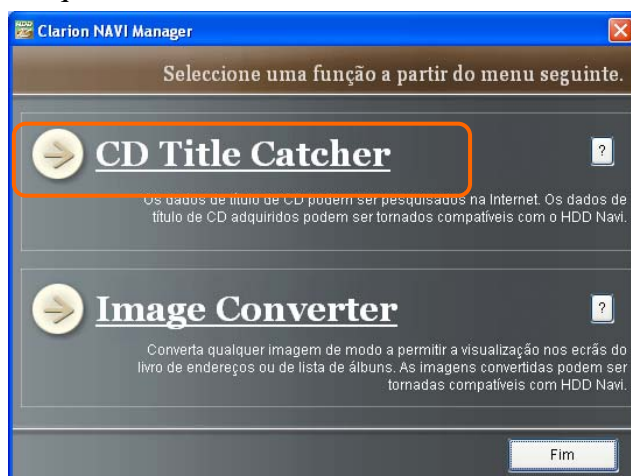 Clarion NAVI Manager
Seleccione uma função a partir do menu seguinte.
CD Title Catcher
?
Os dados de título de CD podem ser pesquisados na Internet. Os dados de
título de CD adquiridos podem ser tornados compatíveis com o HDD Navi.
Image Converter
?
Converta qualquer imagem de modo a permitir a visualização nos ecrãs do
livro de endereços ou de lista de álbuns. As imagens convertidas podem ser
tornadas compatíveis com HDD Navi.
Fim